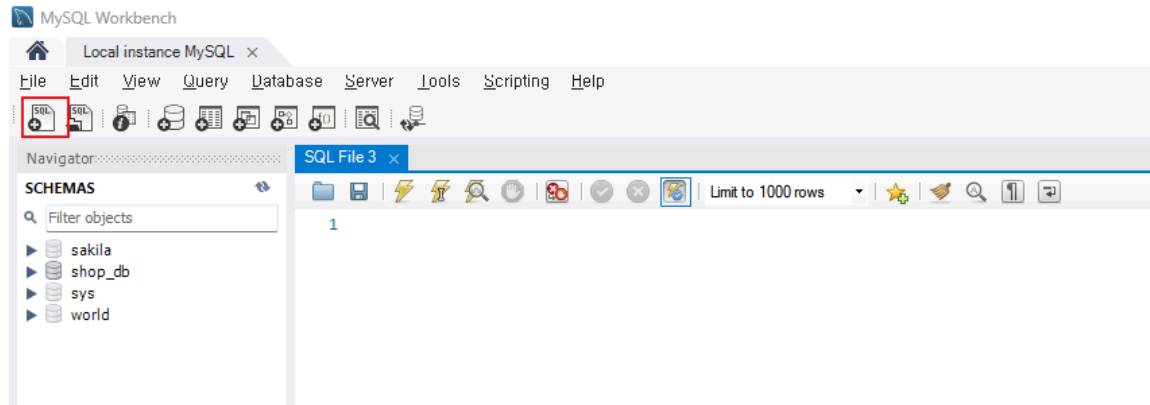 MySQL Workbench
Local instance MySQL ×
File Edit View Query Database Server Tools Scripting Help
SQL SQL
Navigator
SQL File 3 ×
SCHEMAS
Limit to 1000 rows
Filter objects
1
sakila
shop_db
sys
world